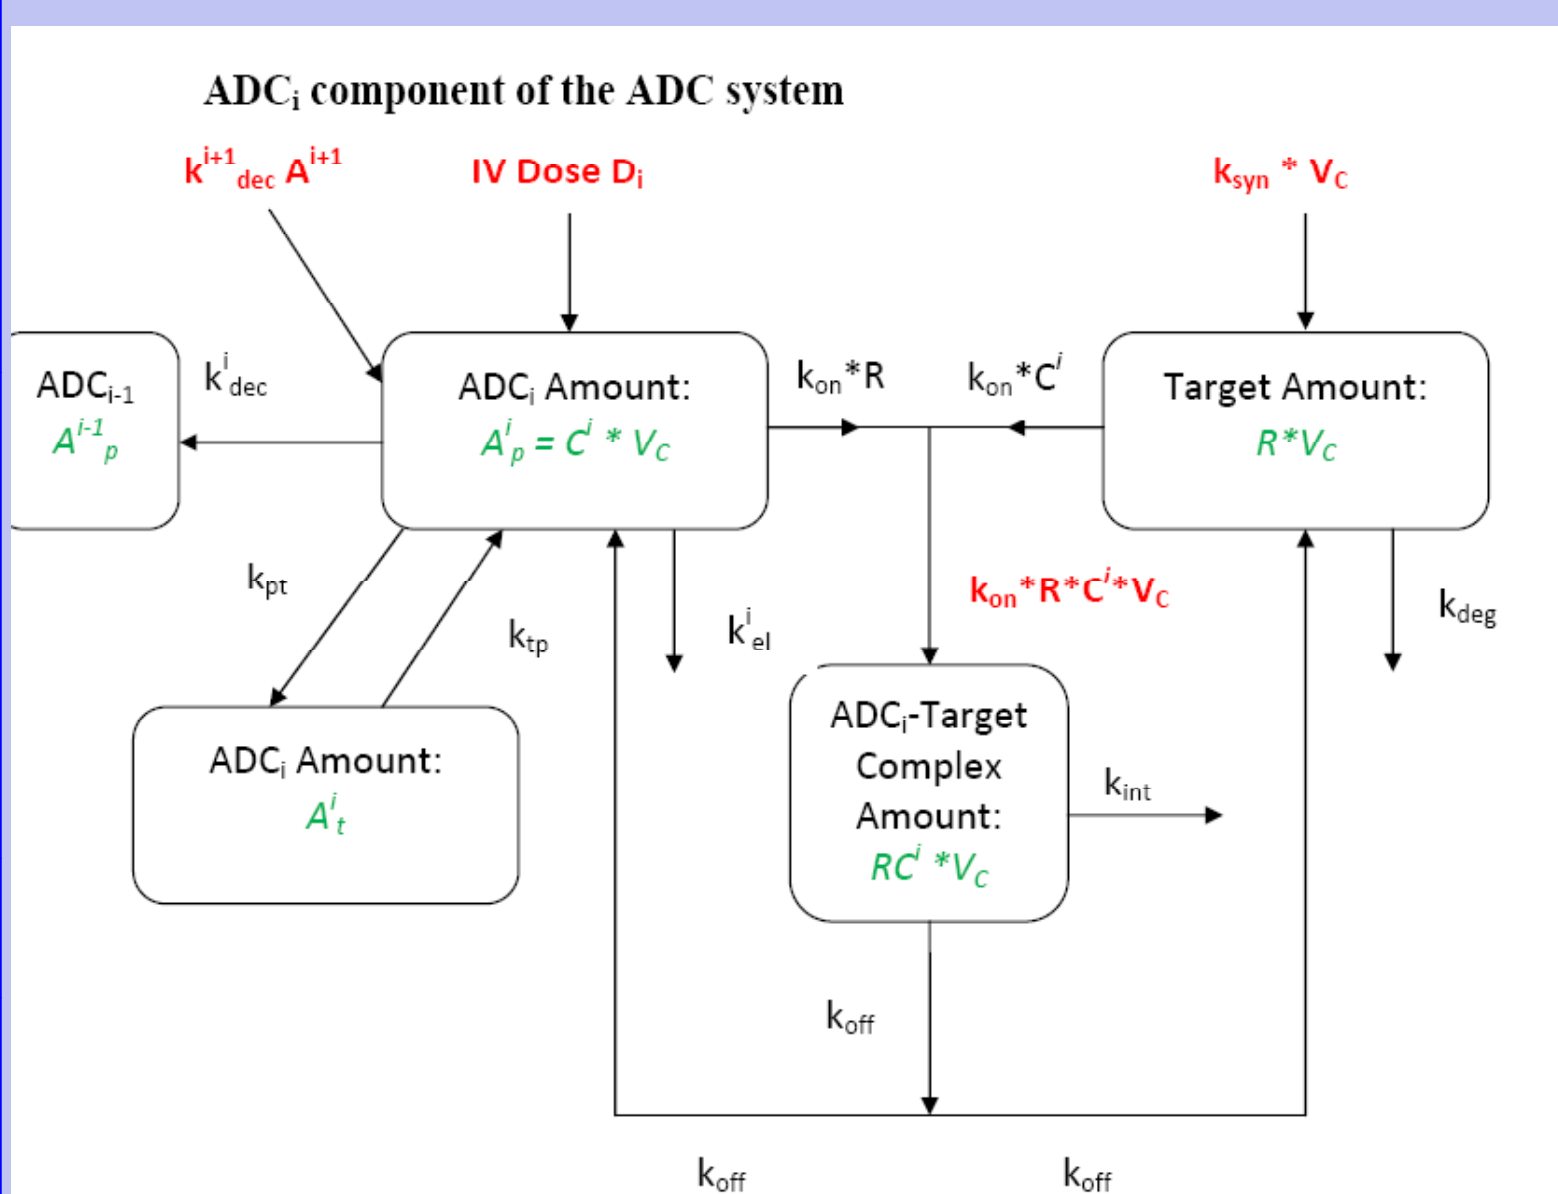 ADCᵢ component of the ADC system
kⁱ⁺¹dec Aⁱ⁺¹
IV Dose Dᵢ
ksyn * VC
ADCi-1
Aⁱ⁻¹p
kⁱdec
ADCᵢ Amount:
Aⁱp = Cⁱ * VC
kon*R
kon*Cⁱ
Target Amount:
R*VC
kpt
ktp
kⁱel
kon*R*Cⁱ*VC
kdeg
ADCᵢ Amount:
Aⁱt
ADCᵢ-Target
Complex
Amount:
RCⁱ *VC
kint
koff
koff
koff